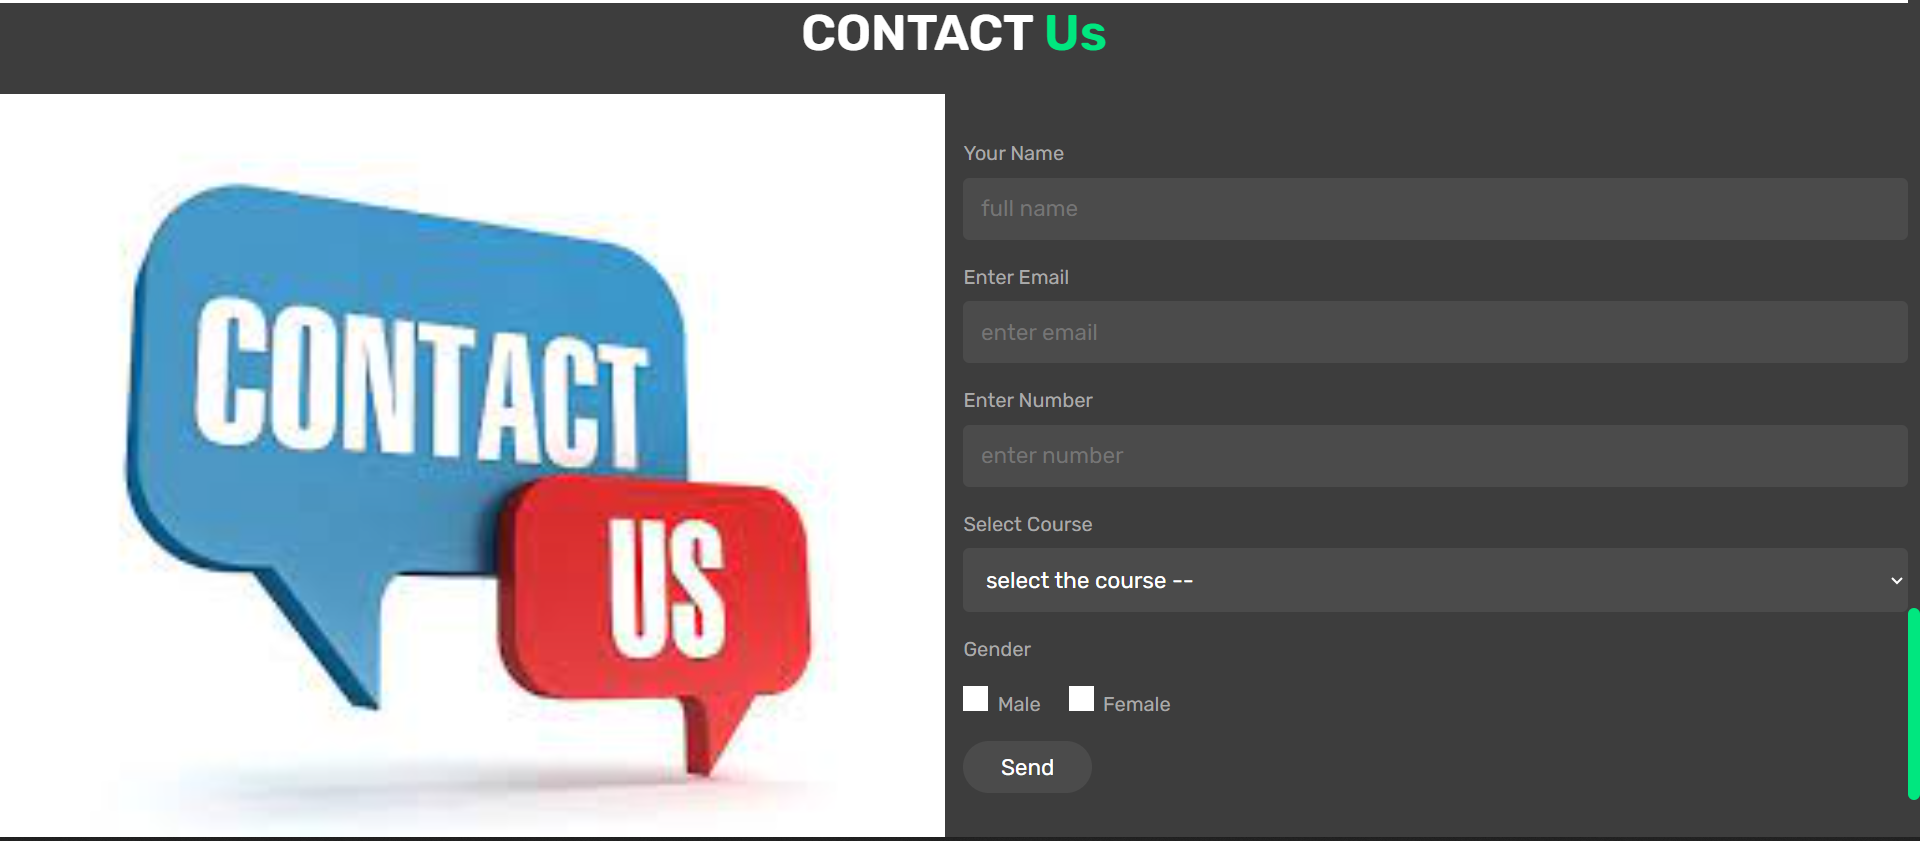 CONTACT Us
CONTACT
US
Your Name
full name
Enter Email
enter email
Enter Number
enter number
Select Course
select the course --
Gender
Male Female
Send